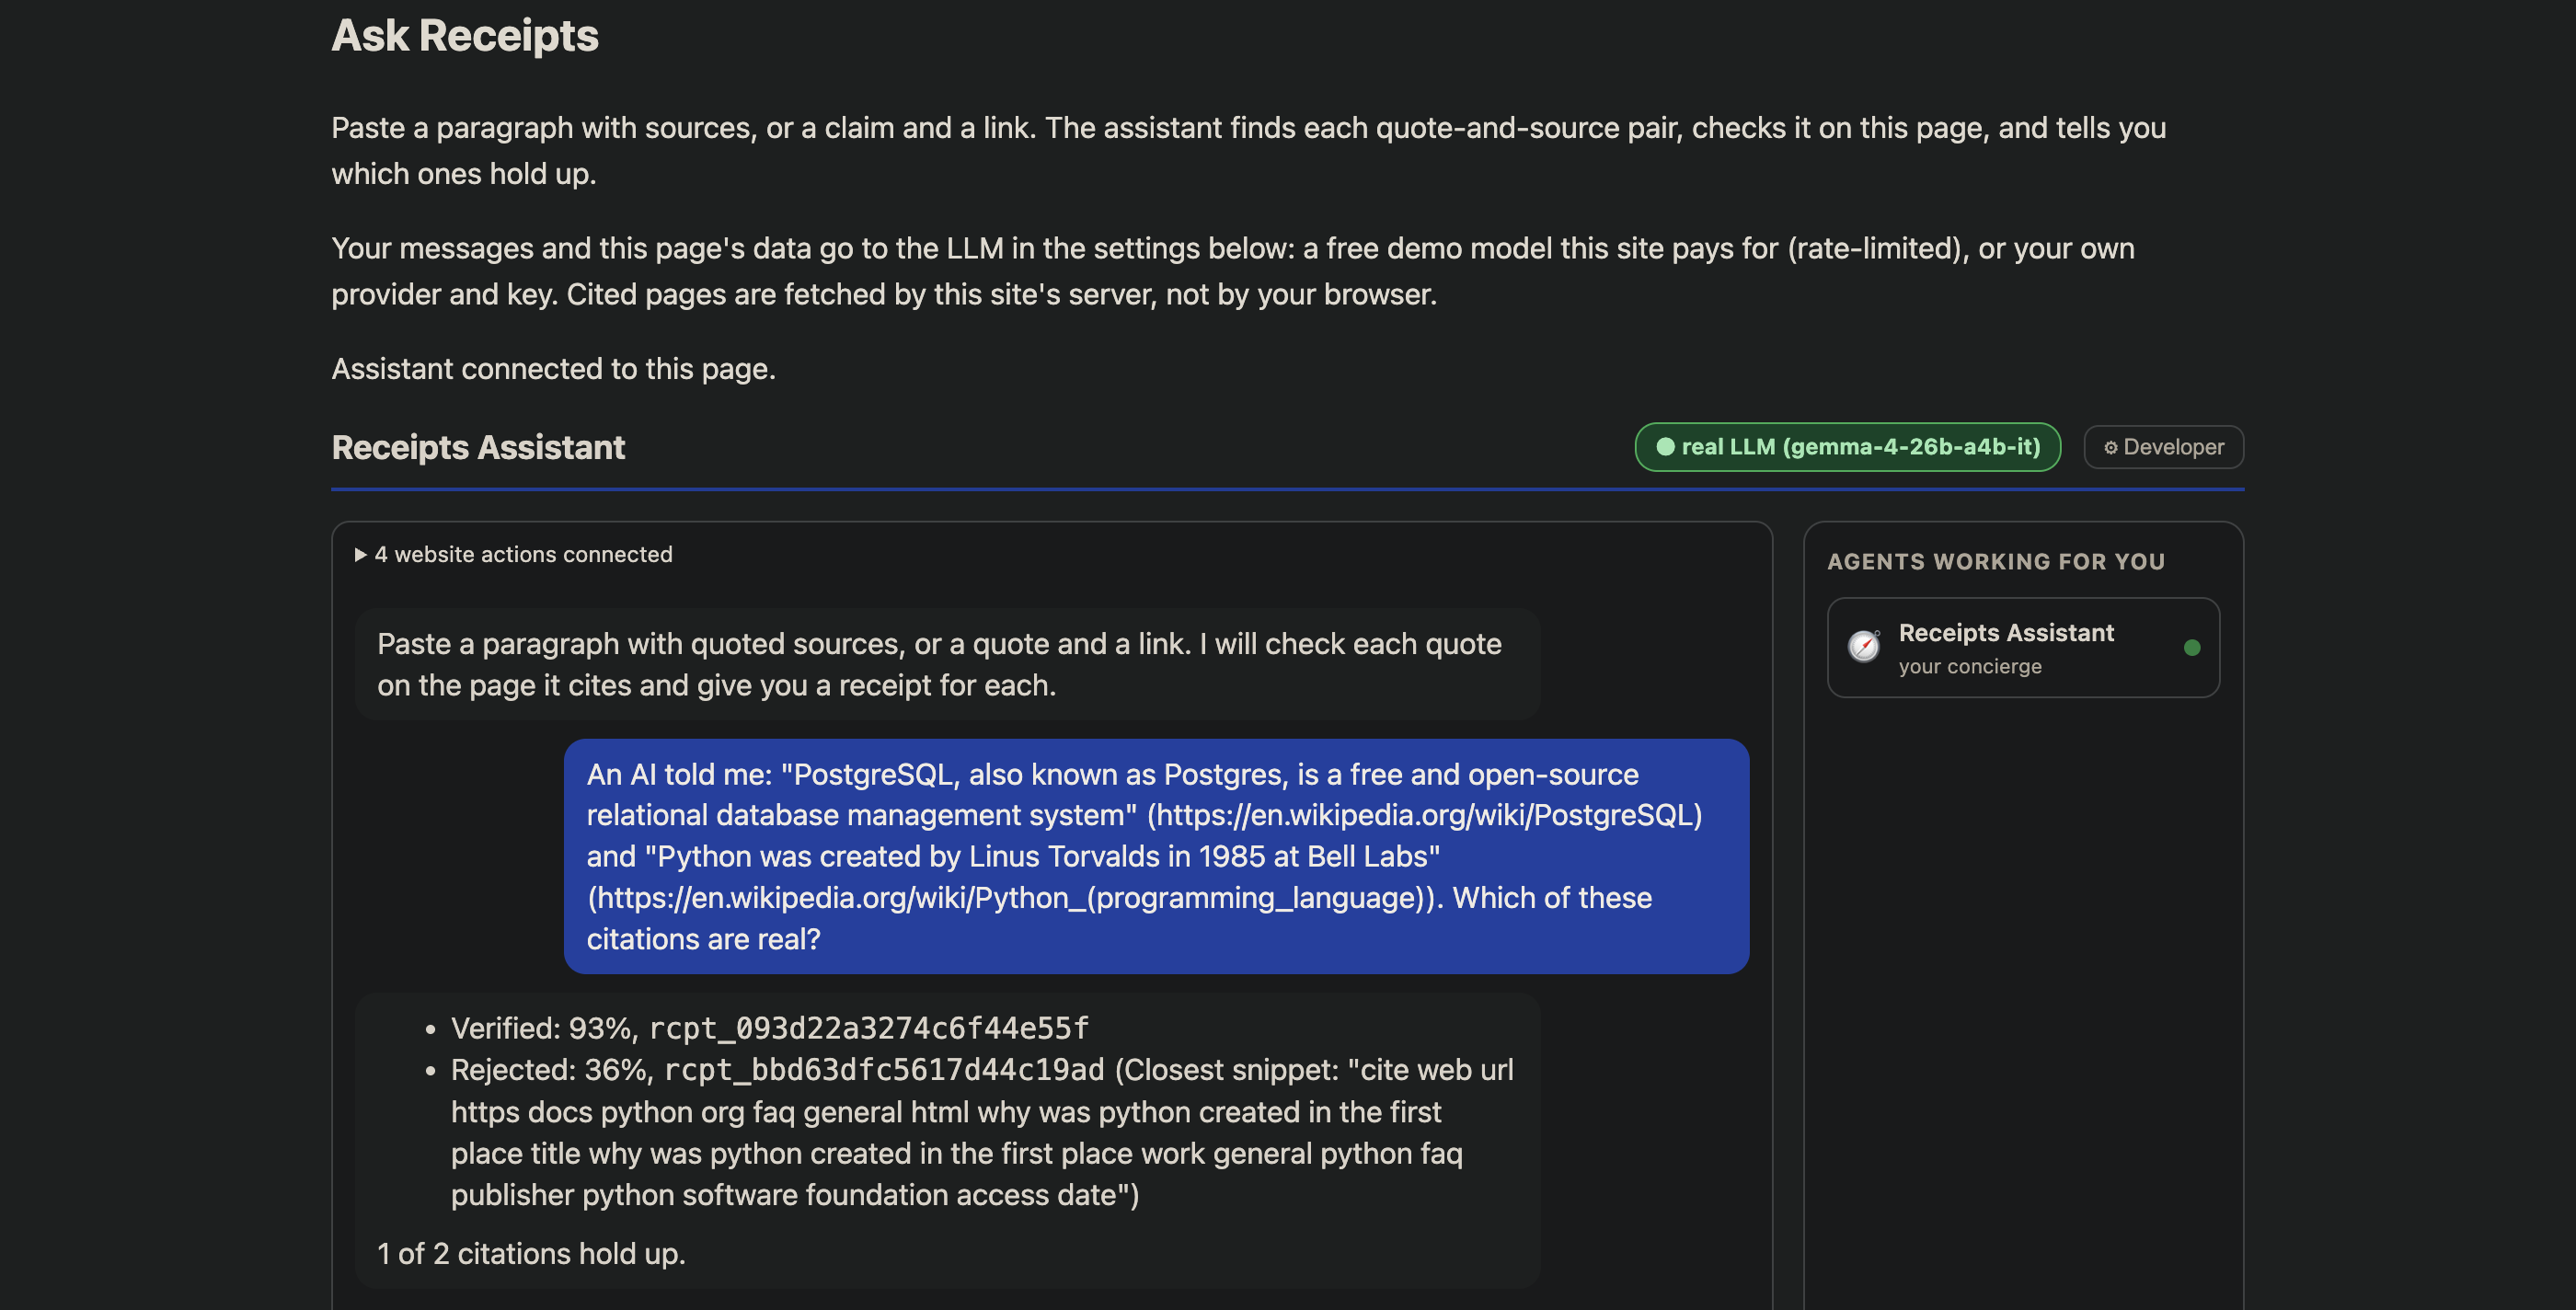 Ask Receipts
Paste a paragraph with sources, or a claim and a link. The assistant finds each quote-and-source pair, checks it on this page, and tells you
which ones hold up.
Your messages and this page's data go to the LLM in the settings below: a free demo model this site pays for (rate-limited), or your own
provider and key. Cited pages are fetched by this site's server, not by your browser.
Assistant connected to this page.
Receipts Assistant
real LLM (gemma-4-26b-a4b-it)
⚙ Developer
▶ 4 website actions connected
Paste a paragraph with quoted sources, or a quote and a link. I will check each quote
on the page it cites and give you a receipt for each.
An AI told me: "PostgreSQL, also known as Postgres, is a free and open-source
relational database management system" (https://en.wikipedia.org/wiki/PostgreSQL)
and "Python was created by Linus Torvalds in 1985 at Bell Labs"
(https://en.wikipedia.org/wiki/Python_(programming_language)). Which of these
citations are real?
• Verified: 93%, rcpt_093d22a3274c6f44e55f
• Rejected: 36%, rcpt_bbd63dfc5617d44c19ad (Closest snippet: "cite web url
https docs python org faq general html why was python created in the first
place title why was python created in the first place work general python faq
publisher python software foundation access date")
1 of 2 citations hold up.
AGENTS WORKING FOR YOU
Receipts Assistant
your concierge